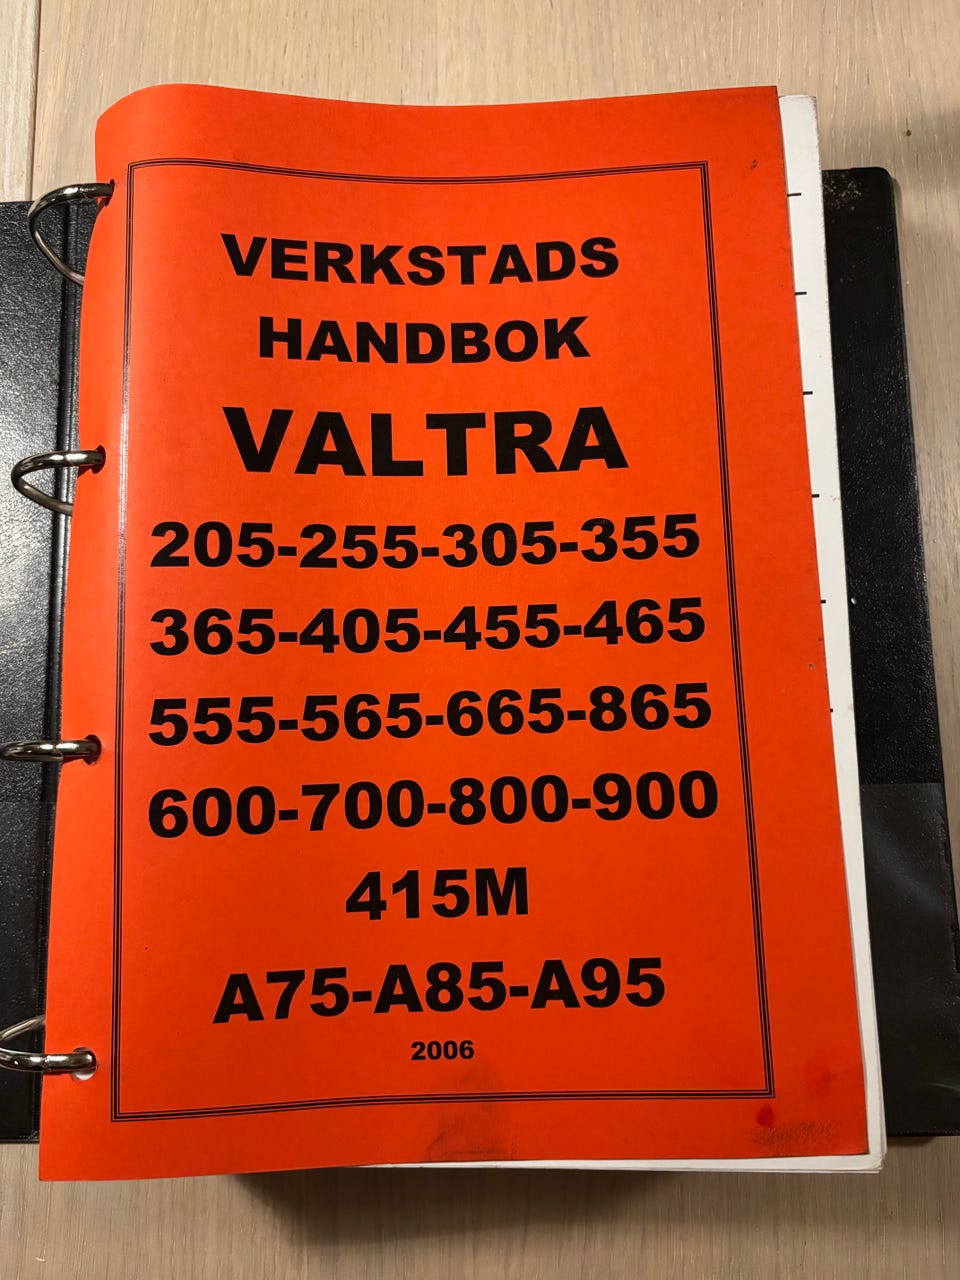 VERKSTADS
HANDBOK
VALTRA
205-255-305-355
365-405-455-465
555-565-665-865
600-700-800-900
415M
A75-A85-A95
2006